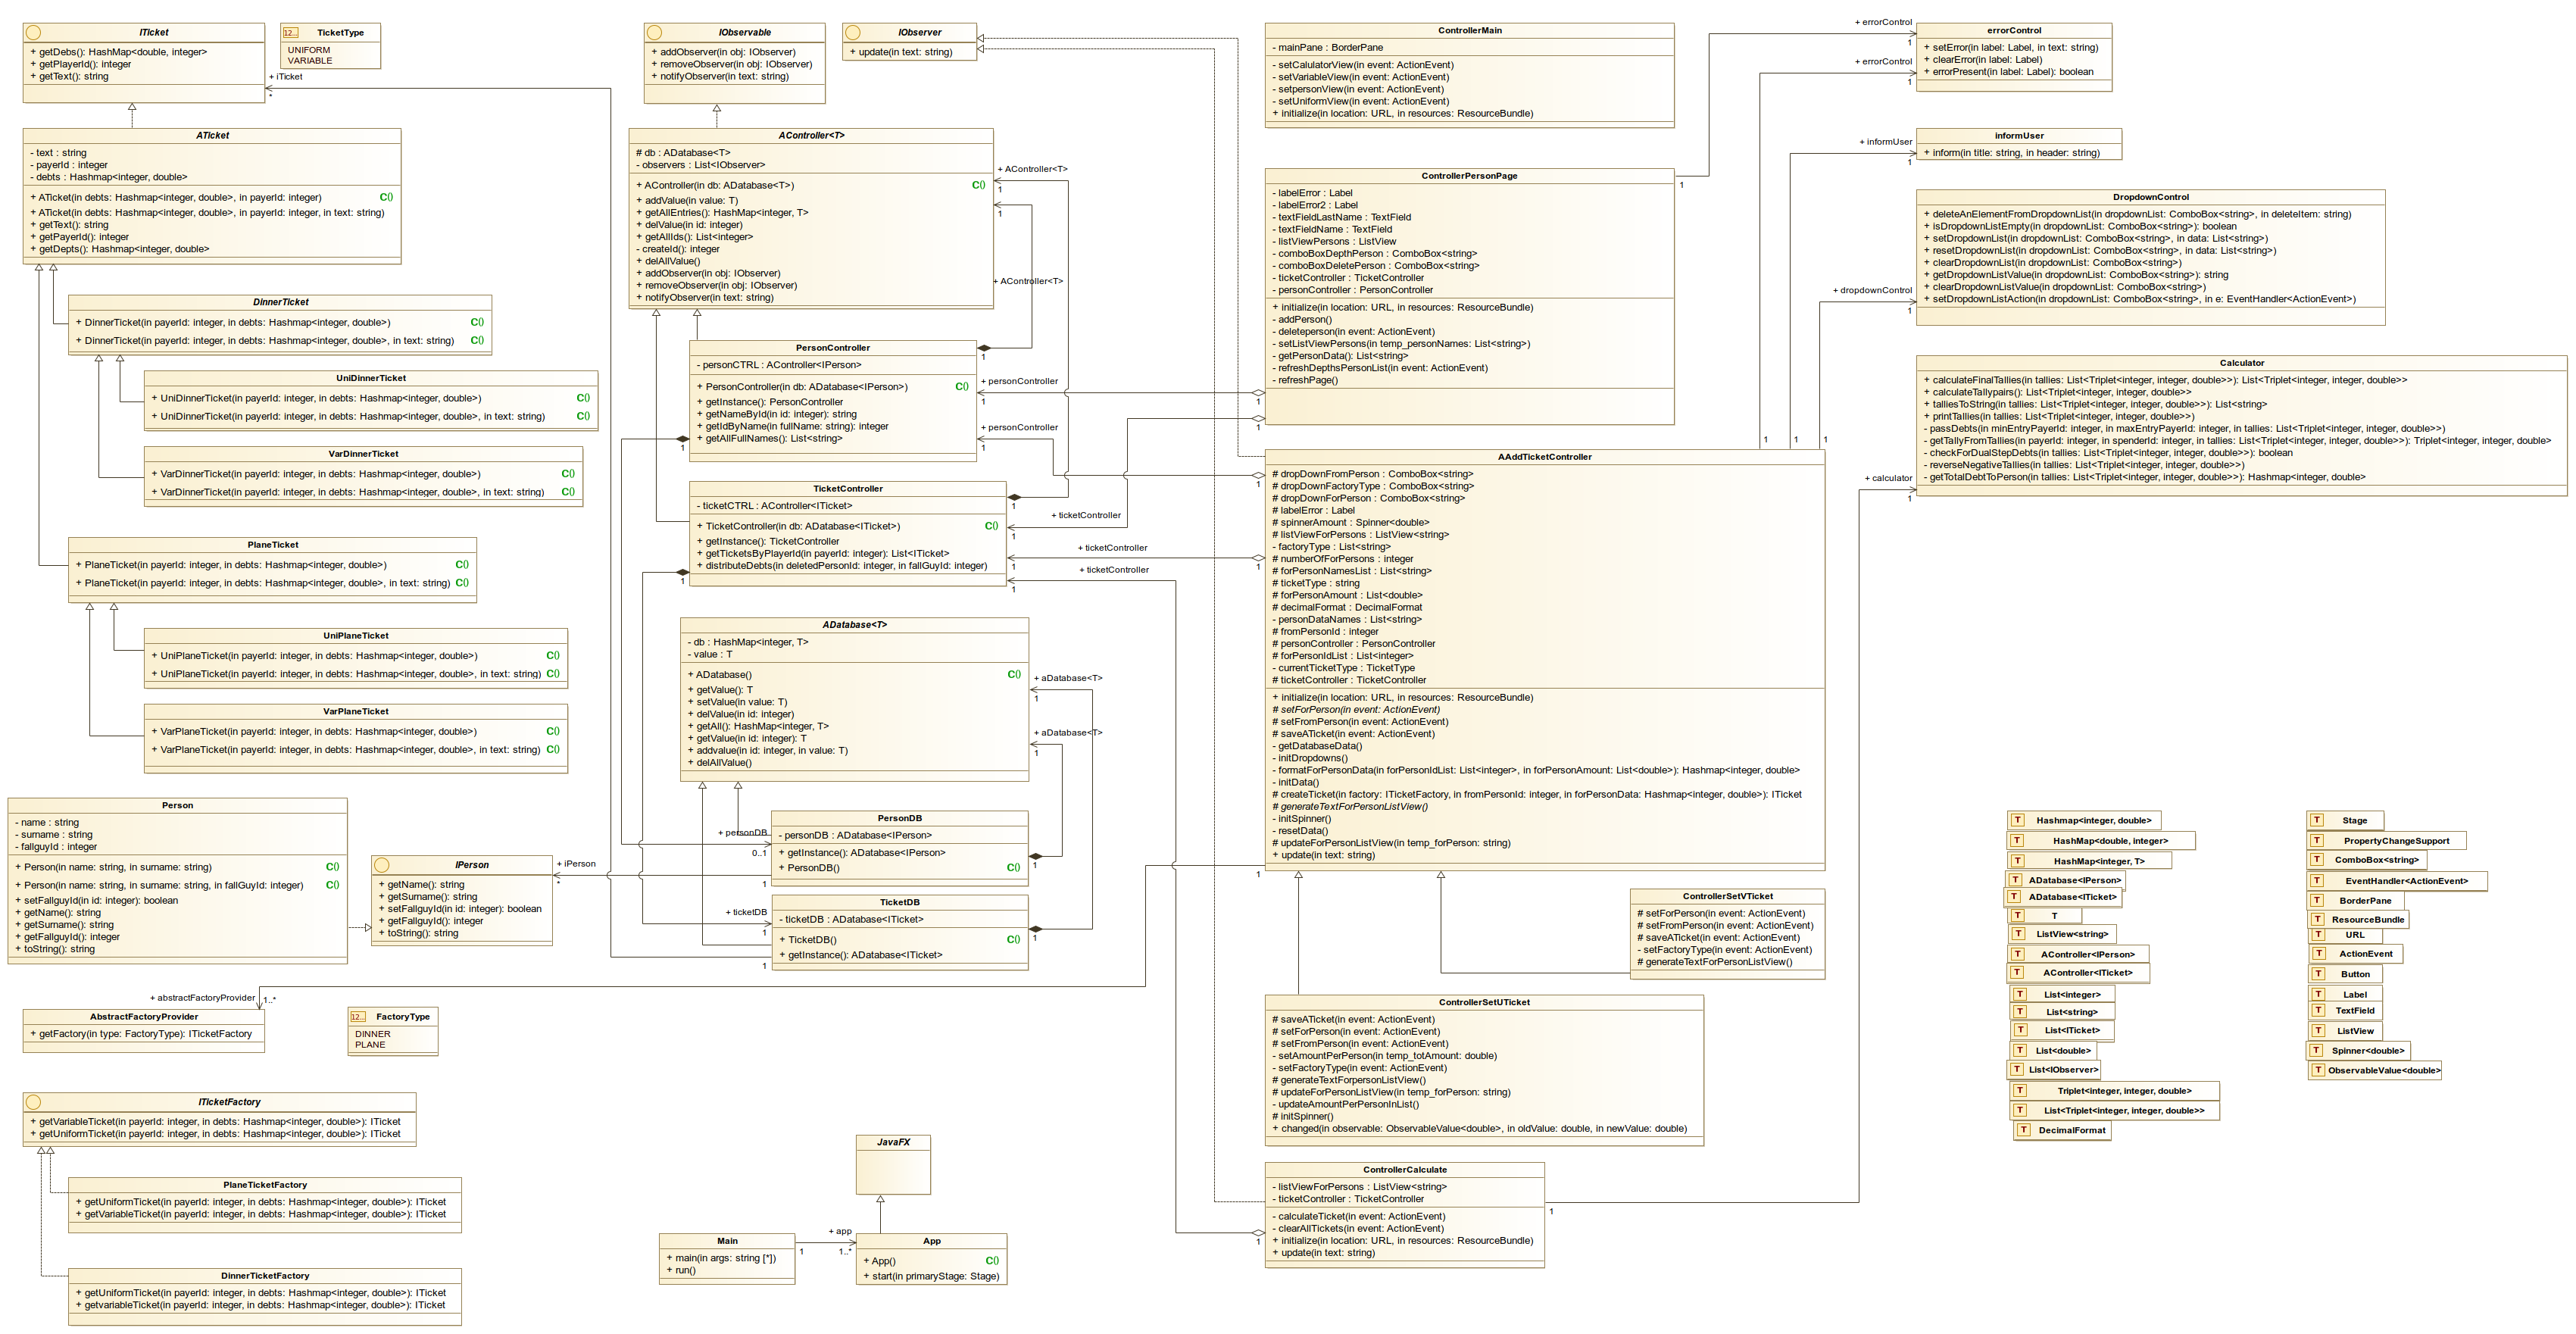 ITicket
+ getDebs(): HashMap<double, integer>
+ getPlayerId(): integer
+ getText(): string
12...
TicketType
UNIFORM
VARIABLE
+ iTicket
*
ATicket
- text : string
- payerId : integer
- debts : Hashmap<integer, double>
+ ATicket(in debts: Hashmap<integer, double>, in payerId: integer) C()
+ ATicket(in debts: Hashmap<integer, double>, in payerId: integer, in text: string)
+ getText(): string
+ getPayerId(): integer
+ getDepts(): Hashmap<integer, double>
DinnerTicket
+ DinnerTicket(in payerId: integer, in debts: Hashmap<integer, double>) C()
+ DinnerTicket(in payerId: integer, in debts: Hashmap<integer, double>, in text: string) C()
UniDinnerTicket
+ UniDinnerTicket(in payerId: integer, in debts: Hashmap<integer, double>) C()
+ UniDinnerTicket(in payerId: integer, in debts: Hashmap<integer, double>, in text: string) C()
VarDinnerTicket
+ VarDinnerTicket(in payerId: integer, in debts: Hashmap<integer, double>) C()
+ VarDinnerTicket(in payerId: integer, in debts: Hashmap<integer, double>, in text: string) C()
PlaneTicket
+ PlaneTicket(in payerId: integer, in debts: Hashmap<integer, double>) C()
+ PlaneTicket(in payerId: integer, in debts: Hashmap<integer, double>, in text: string) C()
UniPlaneTicket
+ UniPlaneTicket(in payerId: integer, in debts: Hashmap<integer, double>) C()
+ UniPlaneTicket(in payerId: integer, in debts: Hashmap<integer, double>, in text: string) C()
VarPlaneTicket
+ VarPlaneTicket(in payerId: integer, in debts: Hashmap<integer, double>) C()
+ VarPlaneTicket(in payerId: integer, in debts: Hashmap<integer, double>, in text: string) C()
Person
- name : string
- surname : string
- fallguyId : integer
+ Person(in name: string, in surname: string) C()
+ Person(in name: string, in surname: string, in fallGuyId: integer) C()
+ setFallguyId(in id: integer): boolean
+ getName(): string
+ getSurname(): string
+ getFallguyId(): integer
+ toString(): string
IPerson
+ getName(): string
+ getSurname(): string
+ setFallguyId(in id: integer): boolean
+ getFallguyId(): integer
+ toString(): string
+ iPerson
*
+ abstractFactoryProvider
1..*
AbstractFactoryProvider
+ getFactory(in type: FactoryType): ITicketFactory
12...
FactoryType
DINNER
PLANE
ITicketFactory
+ getVariableTicket(in payerId: integer, in debts: Hashmap<integer, double>): ITicket
+ getUniformTicket(in payerId: integer, in debts: Hashmap<integer, double>): ITicket
PlaneTicketFactory
+ getUniformTicket(in payerId: integer, in debts: Hashmap<integer, double>): ITicket
+ getVariableTicket(in payerId: integer, in debts: Hashmap<integer, double>): ITicket
DinnerTicketFactory
+ getUniformTicket(in payerId: integer, in debts: Hashmap<integer, double>): ITicket
+ getvariableTicket(in payerId: integer, in debts: Hashmap<integer, double>): ITicket
IObservable
+ addObserver(in obj: IObserver)
+ removeObserver(in obj: IObserver)
+ notifyObserver(in text: string)
IObserver
+ update(in text: string)
AController<T>
# db : ADatabase<T>
- observers : List<IObserver>
+ AController(in db: ADatabase<T>) C()
+ addValue(in value: T)
+ getAllEntries(): HashMap<integer, T>
+ delValue(in id: integer)
+ getAllIds(): List<integer>
- createId(): integer
+ delAllValue()
+ addObserver(in obj: IObserver)
+ removeObserver(in obj: IObserver)
+ notifyObserver(in text: string)
+ AController<T>
1
1
+ AController<T>
PersonController
- personCTRL : AController<IPerson>
+ PersonController(in db: ADatabase<IPerson>) C()
+ getInstance(): PersonController
+ getNameById(in id: integer): string
+ getIdByName(in fullName: string): integer
+ getAllFullNames(): List<string>
1
1
+ personController
1
+ personController
1
TicketController
- ticketCTRL : AController<ITicket>
+ TicketController(in db: ADatabase<ITicket>) C()
+ getInstance(): TicketController
+ getTicketsByPlayerId(in payerId: integer): List<ITicket>
+ distributeDebts(in deletedPersonId: integer, in fallGuyId: integer)
1
1
+ ticketController
1
+ ticketController
1
+ ticketController
1
ADatabase<T>
- db : HashMap<integer, T>
- value : T
+ ADatabase() C()
+ getValue(): T
+ setValue(in value: T)
+ delValue(in id: integer)
+ getAll(): HashMap<integer, T>
+ getValue(in id: integer): T
+ addvalue(in id: integer, in value: T)
+ delAllValue()
+ aDatabase<T>
1
+ aDatabase<T>
1
PersonDB
- personDB : ADatabase<IPerson>
+ getInstance(): ADatabase<IPerson>
+ PersonDB() C()
+ personDB
0..1
1
1
TicketDB
- ticketDB : ADatabase<ITicket>
+ TicketDB() C()
+ getInstance(): ADatabase<ITicket>
+ ticketDB
1
1
1
JavaFX
Main
+ main(in args: string [*])
+ run()
1
+ app
1..*
App
+ App() C()
+ start(in primaryStage: Stage)
ControllerMain
- mainPane : BorderPane
- setCalulatorView(in event: ActionEvent)
- setVariableView(in event: ActionEvent)
- setpersonView(in event: ActionEvent)
- setUniformView(in event: ActionEvent)
+ initialize(in location: URL, in resources: ResourceBundle)
ControllerPersonPage
- labelError : Label
- labelError2 : Label
- textFieldLastName : TextField
- textFieldName : TextField
- listViewPersons : ListView
- comboBoxDepthPerson : ComboBox<string>
- comboBoxDeletePerson : ComboBox<string>
- ticketController : TicketController
- personController : PersonController
+ initialize(in location: URL, in resources: ResourceBundle)
- addPerson()
- deleteperson(in event: ActionEvent)
- setListViewPersons(in temp_personNames: List<string>)
- getPersonData(): List<string>
- refreshDepthsPersonList(in event: ActionEvent)
- refreshPage()
1
1
1
AAddTicketController
# dropDownFromPerson : ComboBox<string>
# dropDownFactoryType : ComboBox<string>
# dropDownForPerson : ComboBox<string>
# labelError : Label
# spinnerAmount : Spinner<double>
# listViewForPersons : ListView<string>
- factoryType : List<string>
# numberOfForPersons : integer
# forPersonNamesList : List<string>
# ticketType : string
# forPersonAmount : List<double>
# decimalFormat : DecimalFormat
- personDataNames : List<string>
# fromPersonId : integer
# personController : PersonController
# forPersonIdList : List<integer>
- currentTicketType : TicketType
# ticketController : TicketController
+ initialize(in location: URL, in resources: ResourceBundle)
# setForPerson(in event: ActionEvent)
# setFromPerson(in event: ActionEvent)
# saveATicket(in event: ActionEvent)
- getDatabaseData()
- initDropdowns()
- formatForPersonData(in forPersonIdList: List<integer>, in forPersonAmount: List<double>): Hashmap<integer, double>
- initData()
# createTicket(in factory: ITicketFactory, in fromPersonId: integer, in forPersonData: Hashmap<integer, double>): ITicket
# generateTextForPersonListView()
- initSpinner()
- resetData()
# updateForPersonListView(in temp_forPerson: string)
+ update(in text: string)
1
1
1
1
1
1
ControllerSetVTicket
# setForPerson(in event: ActionEvent)
# setFromPerson(in event: ActionEvent)
# saveATicket(in event: ActionEvent)
- setFactoryType(in event: ActionEvent)
# generateTextForPersonListView()
ControllerSetUTicket
# saveATicket(in event: ActionEvent)
# setForPerson(in event: ActionEvent)
# setFromPerson(in event: ActionEvent)
- setAmountPerPerson(in temp_totAmount: double)
- setFactoryType(in event: ActionEvent)
# generateTextForpersonListView()
# updateForPersonListView(in temp_forPerson: string)
- updateAmountPerPersonInList()
# initSpinner()
+ changed(in observable: ObservableValue<double>, in oldValue: double, in newValue: double)
ControllerCalculate
- listViewForPersons : ListView<string>
- ticketController : TicketController
- calculateTicket(in event: ActionEvent)
- clearAllTickets(in event: ActionEvent)
+ initialize(in location: URL, in resources: ResourceBundle)
+ update(in text: string)
1
1
+ errorControl
1
+ errorControl
1
errorControl
+ setError(in label: Label, in text: string)
+ clearError(in label: Label)
+ errorPresent(in label: Label): boolean
+ informUser
1
informUser
+ inform(in title: string, in header: string)
+ dropdownControl
1
DropdownControl
+ deleteAnElementFromDropdownList(in dropdownList: ComboBox<string>, in deleteItem: string)
+ isDropdownListEmpty(in dropdownList: ComboBox<string>): boolean
+ setDropdownList(in dropdownList: ComboBox<string>, in data: List<string>)
+ resetDropdownList(in dropdownList: ComboBox<string>, in data: List<string>)
+ clearDropdownList(in dropdownList: ComboBox<string>)
+ getDropdownListValue(in dropdownList: ComboBox<string>): string
+ clearDropdownListValue(in dropdownList: ComboBox<string>)
+ setDropdownListAction(in dropdownList: ComboBox<string>, in e: EventHandler<ActionEvent>)
+ calculator
1
Calculator
+ calculateFinalTallies(in tallies: List<Triplet<integer, integer, double>>): List<Triplet<integer, integer, double>>
+ calculateTallypairs(): List<Triplet<integer, integer, double>>
+ talliesToString(in tallies: List<Triplet<integer, integer, double>>): List<string>
+ printTallies(in tallies: List<Triplet<integer, integer, double>>)
- passDebts(in minEntryPayerId: integer, in maxEntryPayerId: integer, in tallies: List<Triplet<integer, integer, double>>)
- getTallyFromTallies(in payerId: integer, in spenderId: integer, in tallies: List<Triplet<integer, integer, double>>): Triplet<integer, integer, double>
- checkForDualStepDebts(in tallies: List<Triplet<integer, integer, double>>): boolean
- reverseNegativeTallies(in tallies: List<Triplet<integer, integer, double>>)
- getTotalDebtToPerson(in tallies: List<Triplet<integer, integer, double>>): Hashmap<integer, double>
T Hashmap<integer, double>
T HashMap<double, integer>
T HashMap<integer, T>
T ADatabase<IPerson>
T ADatabase<ITicket>
T T
T ListView<string>
T AController<IPerson>
T AController<ITicket>
T List<integer>
T List<string>
T List<ITicket>
T List<double>
T List<IObserver>
T Triplet<integer, integer, double>
T List<Triplet<integer, integer, double>>
T DecimalFormat
T Stage
T PropertyChangeSupport
T ComboBox<string>
T EventHandler<ActionEvent>
T BorderPane
T ResourceBundle
T URL
T ActionEvent
T Button
T Label
T TextField
T ListView
T Spinner<double>
T ObservableValue<double>